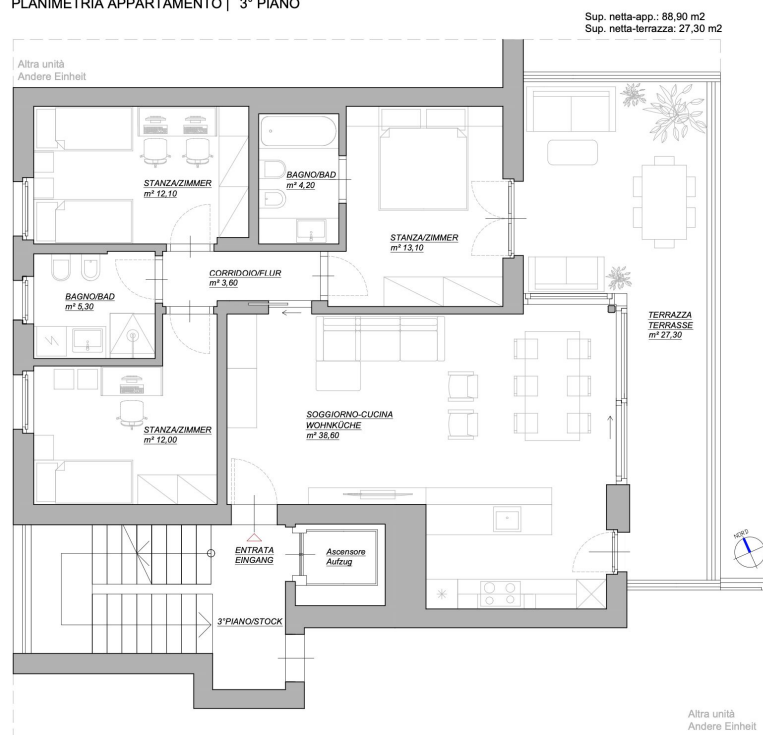 PLANIMETRIA APPARTAMENTO | 3° PIANO
Sup. netta-app.: 88,90 m2
Sup. netta-terrazza: 27,30 m2
Altra unità
Andere Einheit
STANZA/ZIMMER
m² 12,10
BAGNO/BAD
m² 4,20
STANZA/ZIMMER
m² 13,10
CORRIDOIO/FLUR
m² 3,60
BAGNO/BAD
m² 5,30
TERRAZZA
TERRASSE
m² 27,30
STANZA/ZIMMER
m² 12,00
SOGGIORNO-CUCINA
WOHNKÜCHE
m² 38,60
ENTRATA
EINGANG
Ascensore
Aufzug
NORD
3°PIANO/STOCK
Altra unità
Andere Einheit